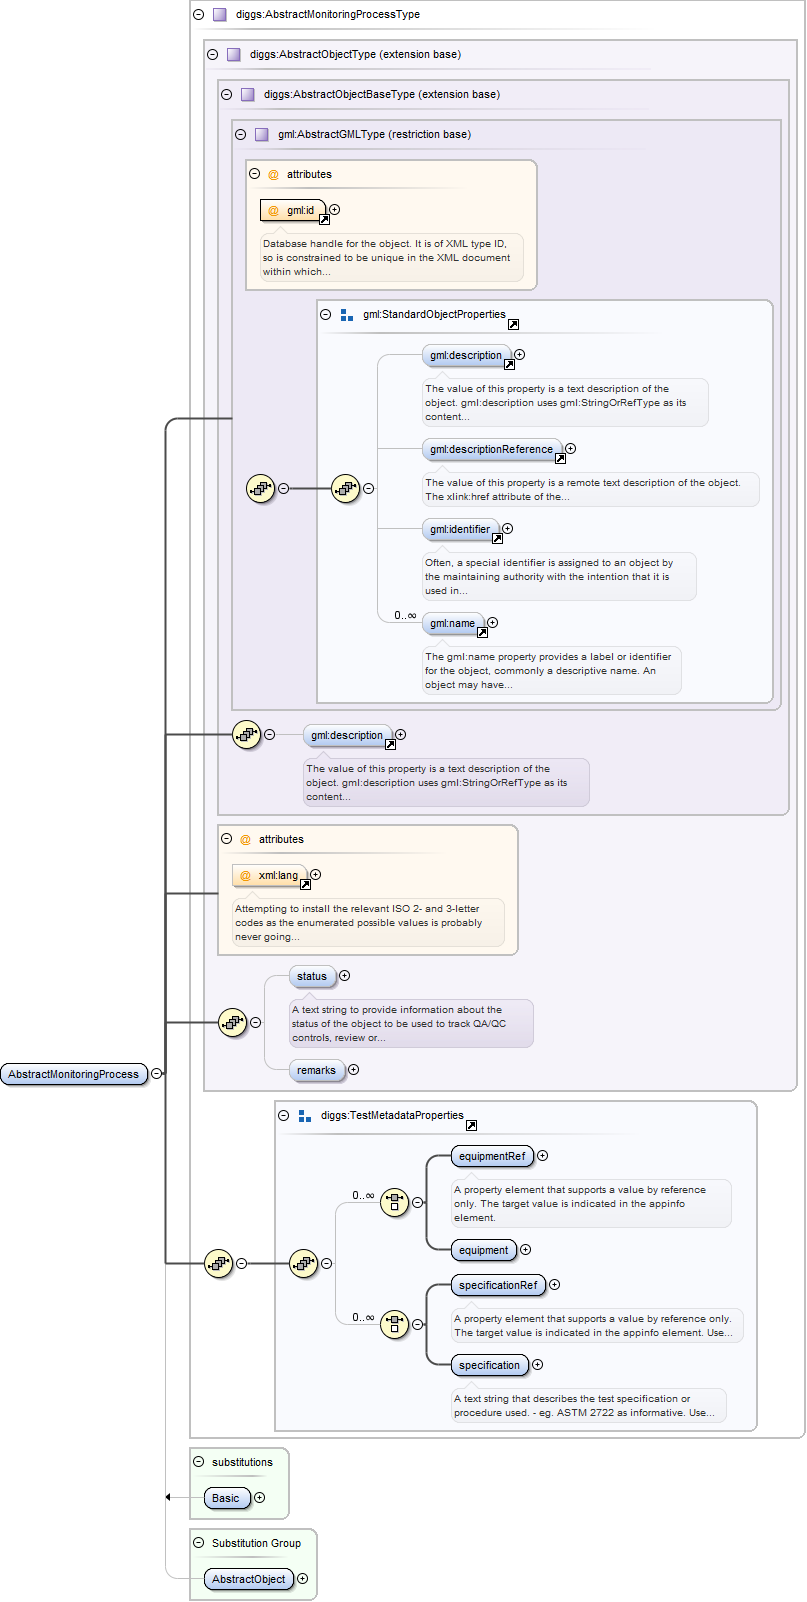 diggs:AbstractMonitoringProcessType
diggs:AbstractObjectType (extension base)
diggs:AbstractObjectBaseType (extension base)
gml:AbstractGMLType (restriction base)
@ attributes
@ gml:id
Database handle for the object. It is of XML type ID,
so is constrained to be unique in the XML document
within which...
gml:StandardObjectProperties
gml:description
The value of this property is a text description of the
object. gml:description uses gml:StringOrRefType as its
content...
gml:descriptionReference
The value of this property is a remote text description of the object.
The xlink:href attribute of the...
gml:identifier
Often, a special identifier is assigned to an object by
the maintaining authority with the intention that it is
used in...
0..∞
gml:name
The gml:name property provides a label or identifier
for the object, commonly a descriptive name. An
object may have...
gml:description
The value of this property is a text description of the
object. gml:description uses gml:StringOrRefType as its
content...
@ attributes
@ xml:lang
Attempting to install the relevant ISO 2- and 3-letter
codes as the enumerated possible values is probably
never going...
status
A text string to provide information about the
status of the object to be used to track QA/QC
controls, review or...
remarks
AbstractMonitoringProcess
diggs:TestMetadataProperties
equipmentRef
A property element that supports a value by reference
only. The target value is indicated in the appinfo
element.
0..∞
equipment
specificationRef
A property element that supports a value by reference only.
The target value is indicated in the appinfo element. Use...
0..∞
specification
A text string that describes the test specification or
procedure used. - eg. ASTM 2722 as informative. Use...
substitutions
Basic
Substitution Group
AbstractObject